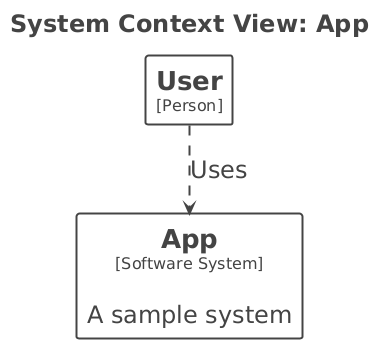 System Context View: App
User
[Person]
Uses
App
[Software System]
A sample system